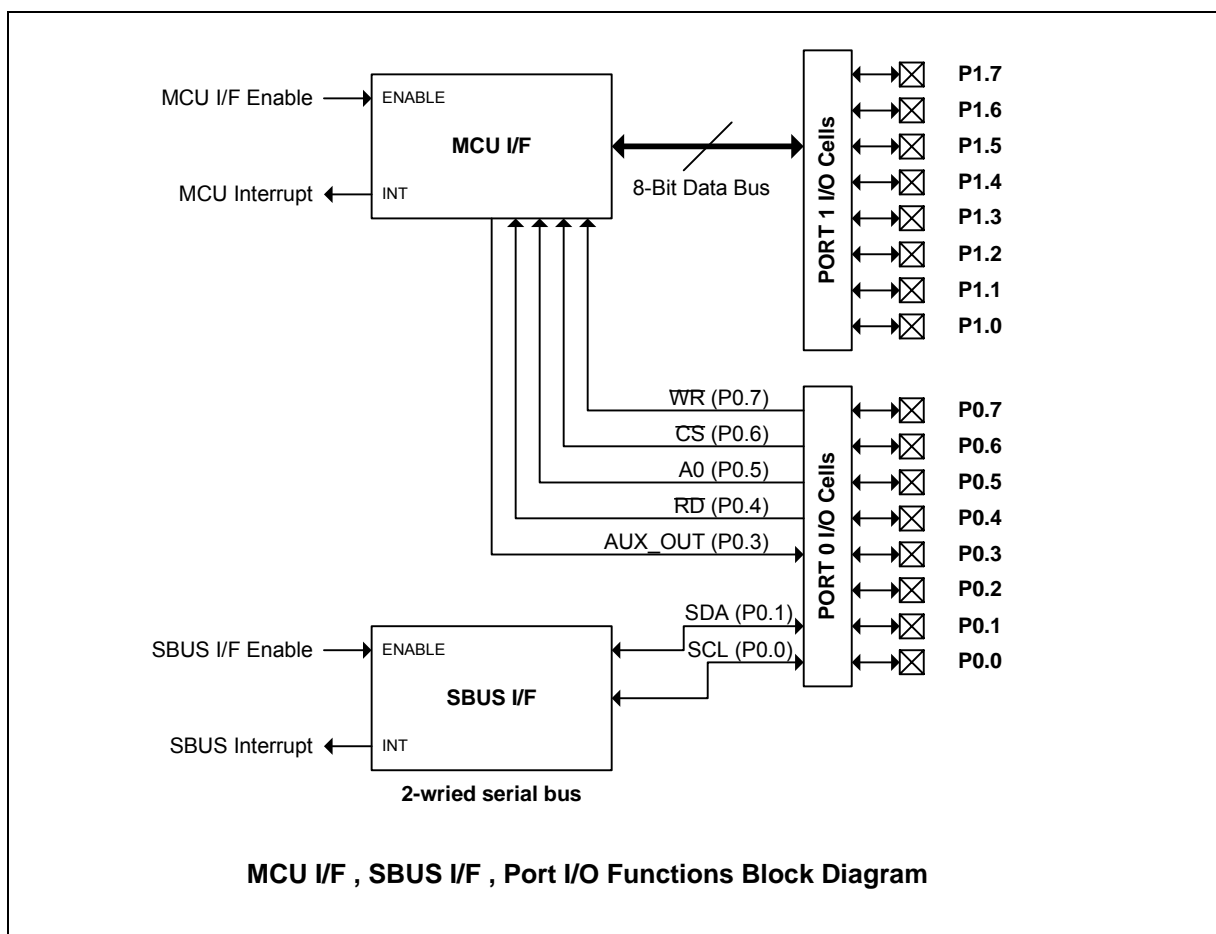 MCU I/F Enable
ENABLE
MCU I/F
MCU Interrupt
INT
8-Bit Data Bus
PORT 1 I/O Cells
P1.7
P1.6
P1.5
P1.4
P1.3
P1.2
P1.1
P1.0
W̅R̅ (P0.7)
C̅S̅ (P0.6)
A0 (P0.5)
R̅D̅ (P0.4)
AUX_OUT (P0.3)
PORT 0 I/O Cells
P0.7
P0.6
P0.5
P0.4
P0.3
P0.2
P0.1
P0.0
SDA (P0.1)
SCL (P0.0)
SBUS I/F Enable
ENABLE
SBUS I/F
SBUS Interrupt
INT
2-wried serial bus
MCU I/F , SBUS I/F , Port I/O Functions Block Diagram